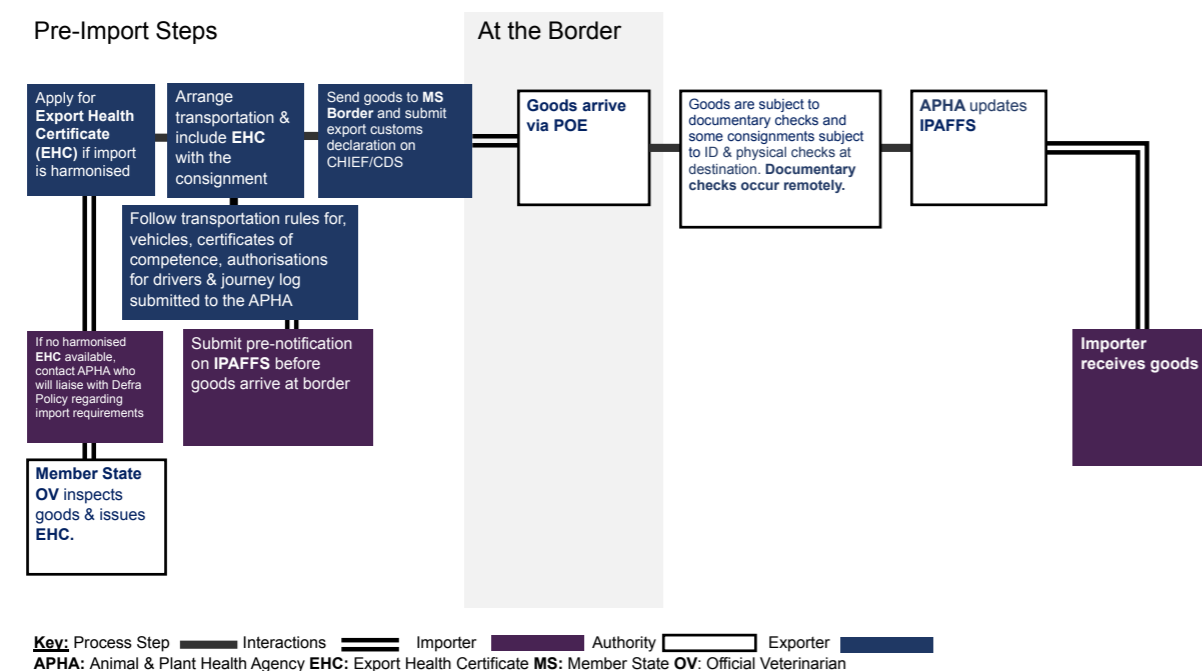 Pre-Import Steps
At the Border
Apply for
Export Health
Certificate
(EHC) if import
is harmonised
Arrange
transportation &
include EHC
with the
consignment
Send goods to MS
Border and submit
export customs
declaration on
CHIEF/CDS
Goods arrive
via POE
Goods are subject to
documentary checks and
some consignments subject
to ID & physical checks at
destination. Documentary
checks occur remotely.
APHA updates
IPAFFS
Follow transportation rules for,
vehicles, certificates of
competence, authorisations
for drivers & journey log
submitted to the APHA
If no harmonised
EHC available,
contact APHA who
will liaise with Defra
Policy regarding
import requirements
Submit pre-notification
on IPAFFS before
goods arrive at border
Importer
receives goods
Member State
OV inspects
goods & issues
EHC.
Key: Process Step Interactions Importer Authority Exporter
APHA: Animal & Plant Health Agency EHC: Export Health Certificate MS: Member State OV: Official Veterinarian